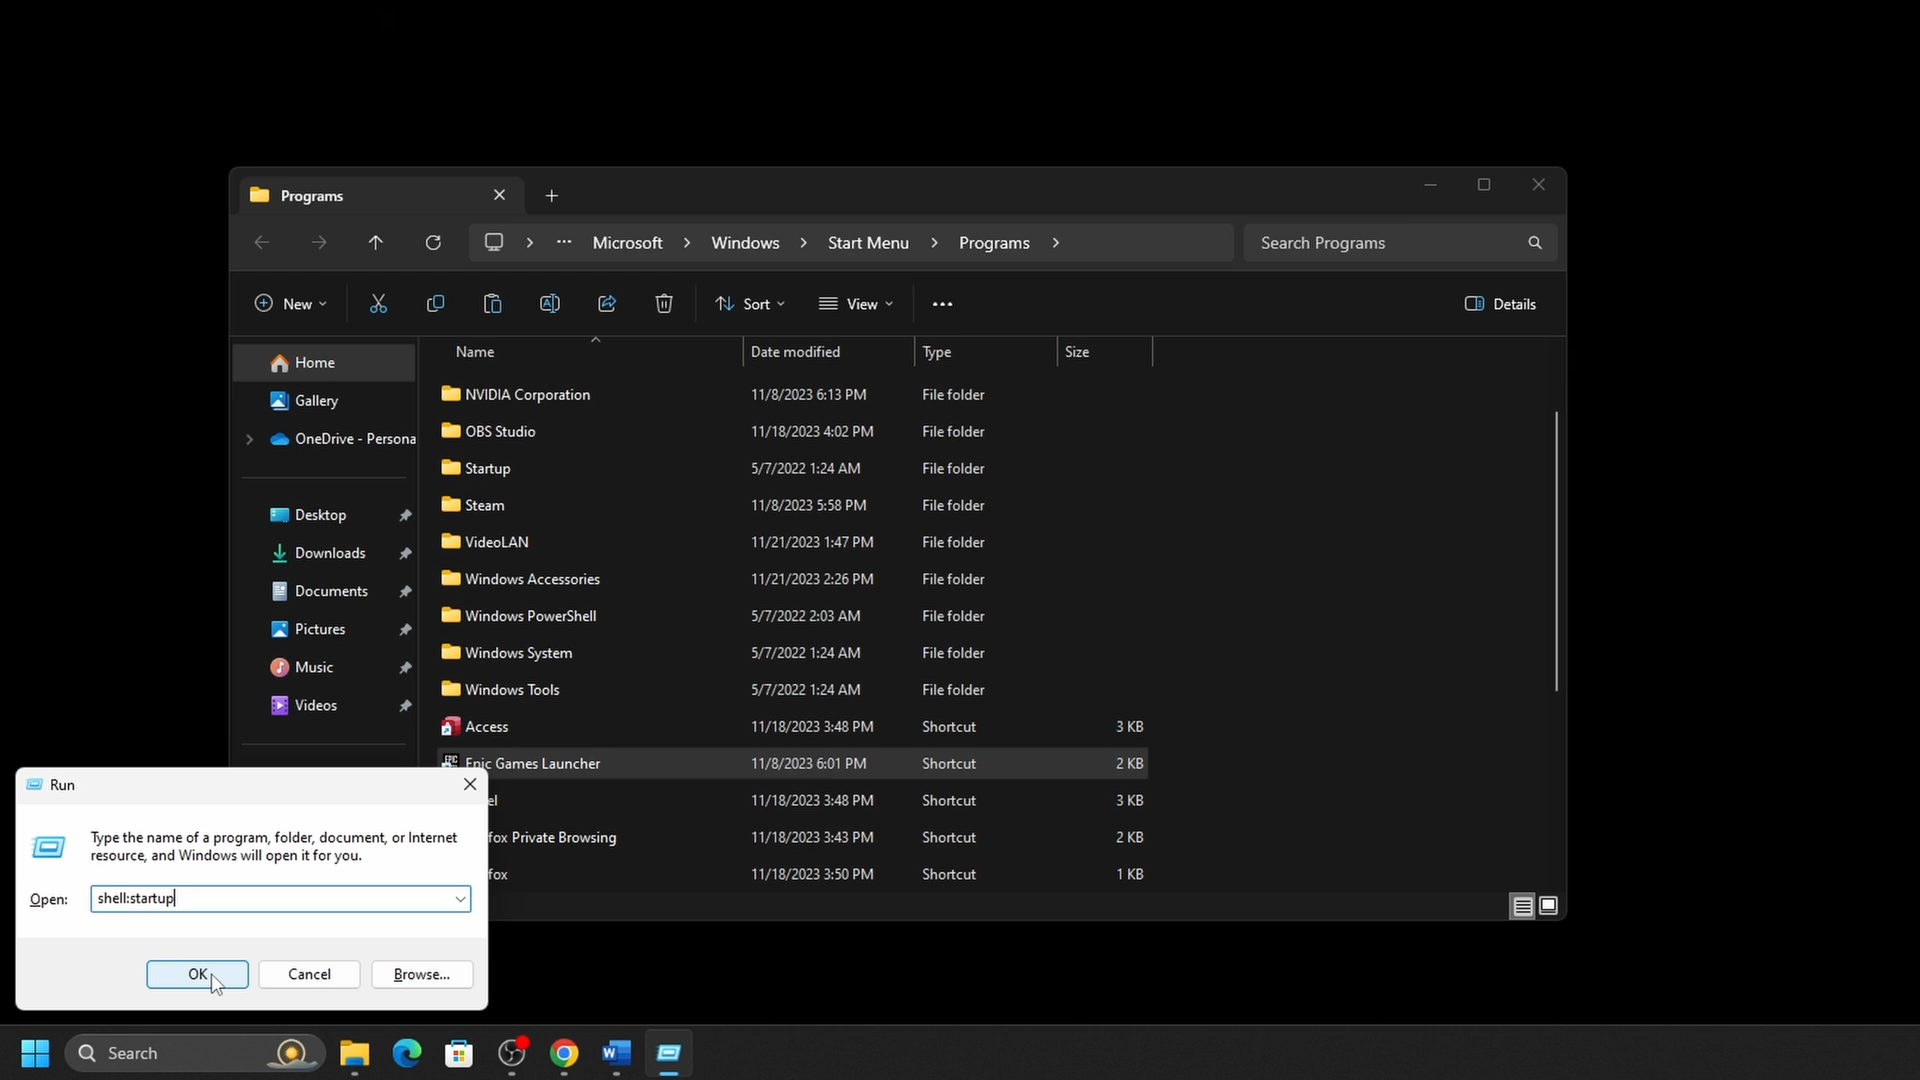 Programs
Microsoft Windows Start Menu Programs
Search Programs
New
Sort
View
Details
Name Date modified Type Size
Home
Gallery
OneDrive - Persona
Desktop
Downloads
Documents
Pictures
Music
Videos
NVIDIA Corporation 11/8/2023 6:13 PM File folder
OBS Studio 11/18/2023 4:02 PM File folder
Startup 5/7/2022 1:24 AM File folder
Steam 11/8/2023 5:58 PM File folder
VideoLAN 11/21/2023 1:47 PM File folder
Windows Accessories 11/21/2023 2:26 PM File folder
Windows PowerShell 5/7/2022 2:03 AM File folder
Windows System 5/7/2022 1:24 AM File folder
Windows Tools 5/7/2022 1:24 AM File folder
Access 11/18/2023 3:48 PM Shortcut 3 KB
Epic Games Launcher 11/8/2023 6:01 PM Shortcut 2 KB
el 11/18/2023 3:48 PM Shortcut 3 KB
fox Private Browsing 11/18/2023 3:43 PM Shortcut 2 KB
fox 11/18/2023 3:50 PM Shortcut 1 KB
Run
Type the name of a program, folder, document, or Internet
resource, and Windows will open it for you.
Open: shell:startup
OK Cancel Browse...
Search